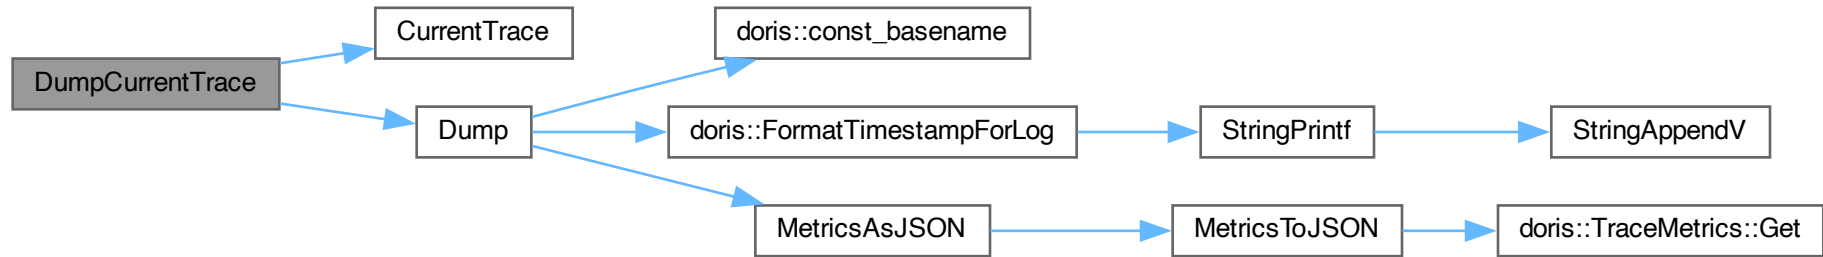 DumpCurrentTrace
CurrentTrace
Dump
doris::const_basename
doris::FormatTimestampForLog
StringPrintf
StringAppendV
MetricsAsJSON
MetricsToJSON
doris::TraceMetrics::Get